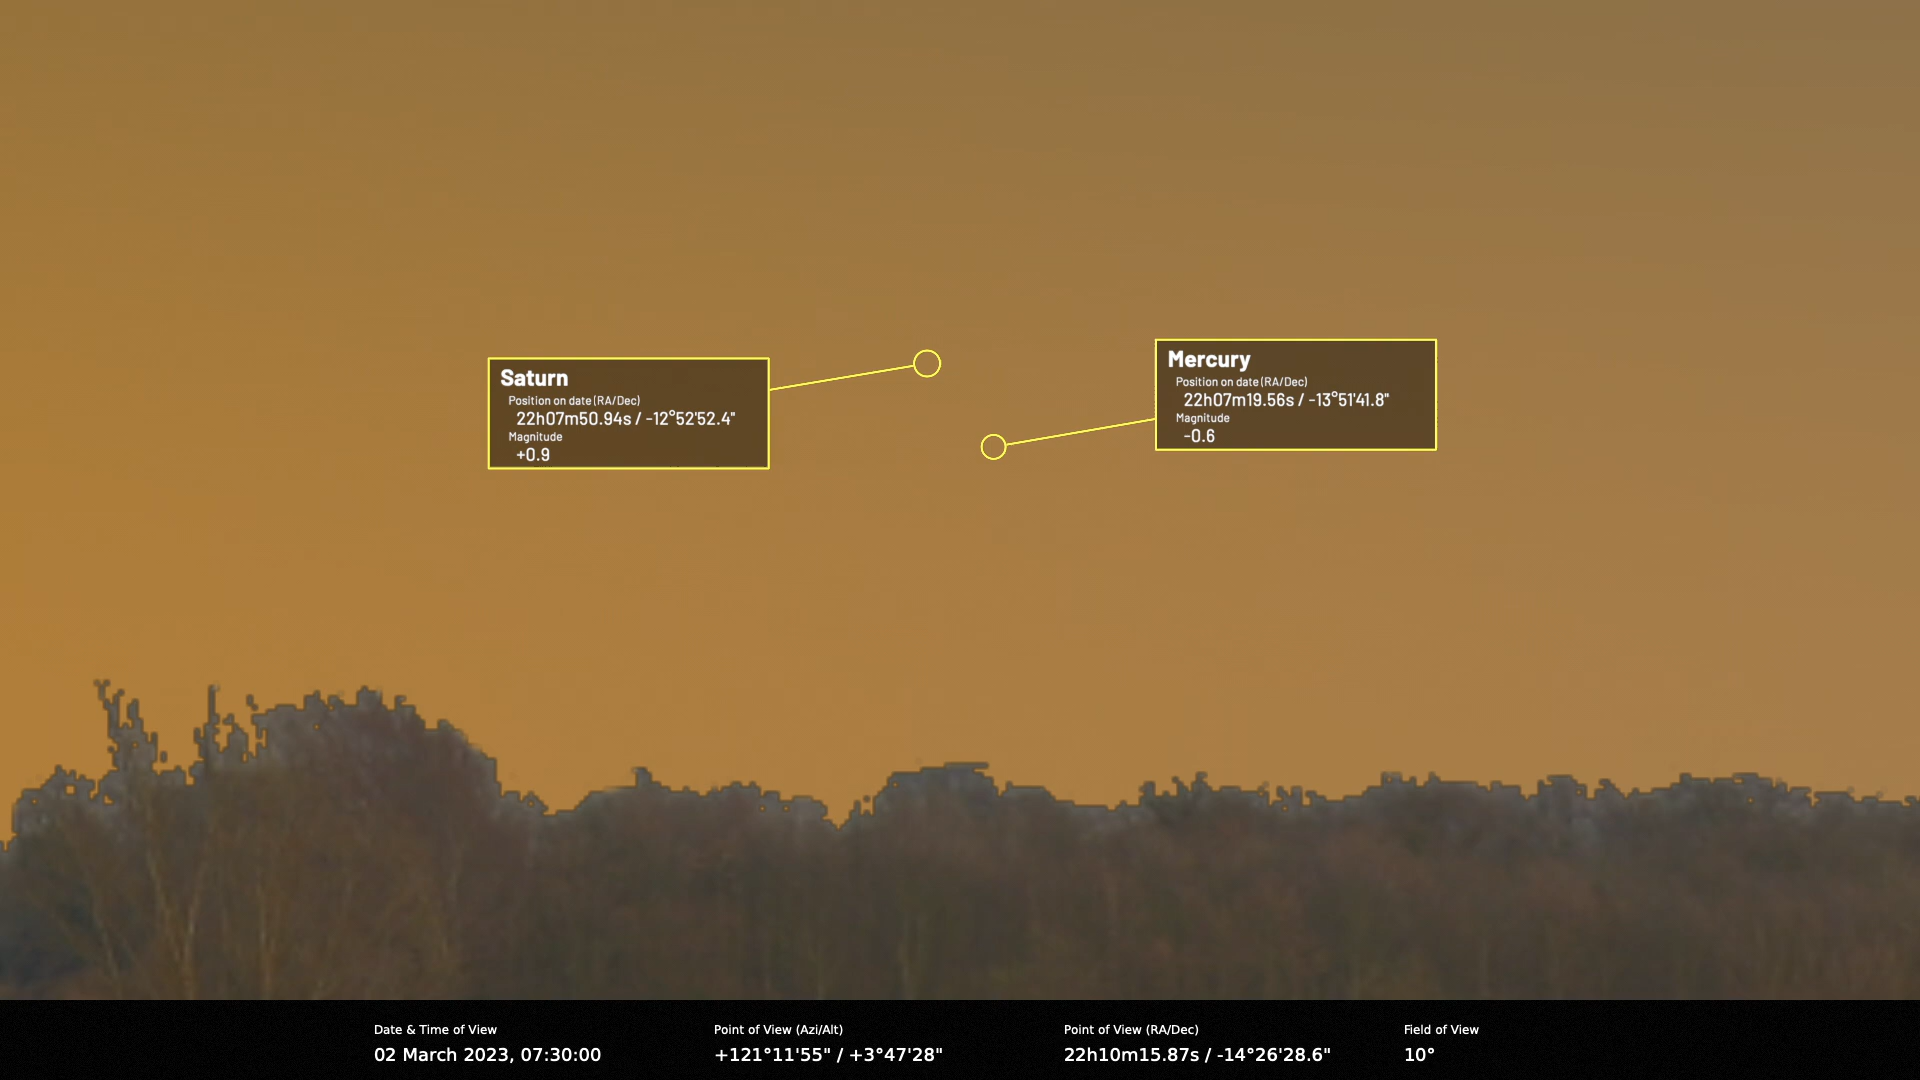 Saturn
Position on date (RA/Dec)
22h07m50.94s / -12°52'52.4"
Magnitude
+0.9
Mercury
Position on date (RA/Dec)
22h07m19.56s / -13°51'41.8"
Magnitude
-0.6
Date & Time of View
02 March 2023, 07:30:00
Point of View (Azi/Alt)
+121°11'55" / +3°47'28"
Point of View (RA/Dec)
22h10m15.87s / -14°26'28.6"
Field of View
10°